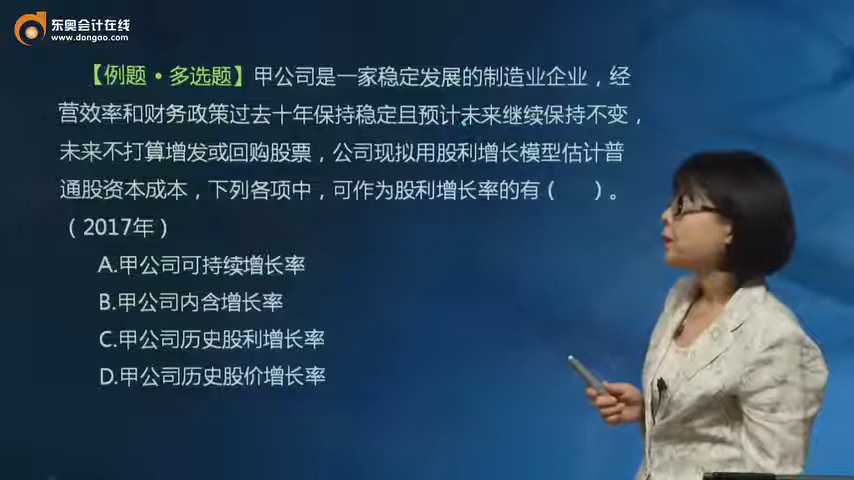 东奥会计在线
www.dongao.com
【例题·多选题】甲公司是一家稳定发展的制造业企业，经
营效率和财务政策过去十年保持稳定且预计未来继续保持不变，
未来不打算增发或回购股票，公司现拟用股利增长模型估计普
通股资本成本，下列各项中，可作为股利增长率的有（　　）。
（2017年）
A.甲公司可持续增长率
B.甲公司内含增长率
C.甲公司历史股利增长率
D.甲公司历史股价增长率